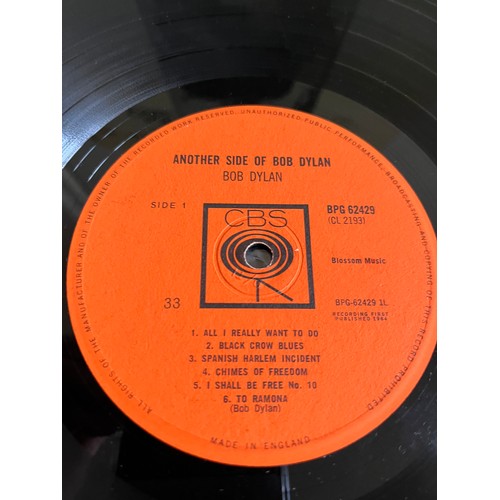 ALL RIGHTS OF THE MANUFACTURER AND OF THE OWNER OF THE RECORDED WORK RESERVED. UNAUTHORIZED PUBLIC PERFORMANCE, BROADCASTING AND COPYING OF THIS RECORD PROHIBITED
ANOTHER SIDE OF BOB DYLAN
BOB DYLAN
SIDE 1
CBS
BPG 62429
(CL 2193)
Blossom Music
33
BPG-62429 1L
RECORDING FIRST
PUBLISHED 1964
1. ALL I REALLY WANT TO DO
2. BLACK CROW BLUES
3. SPANISH HARLEM INCIDENT
4. CHIMES OF FREEDOM
5. I SHALL BE FREE No. 10
6. TO RAMONA
(Bob Dylan)
MADE IN ENGLAND